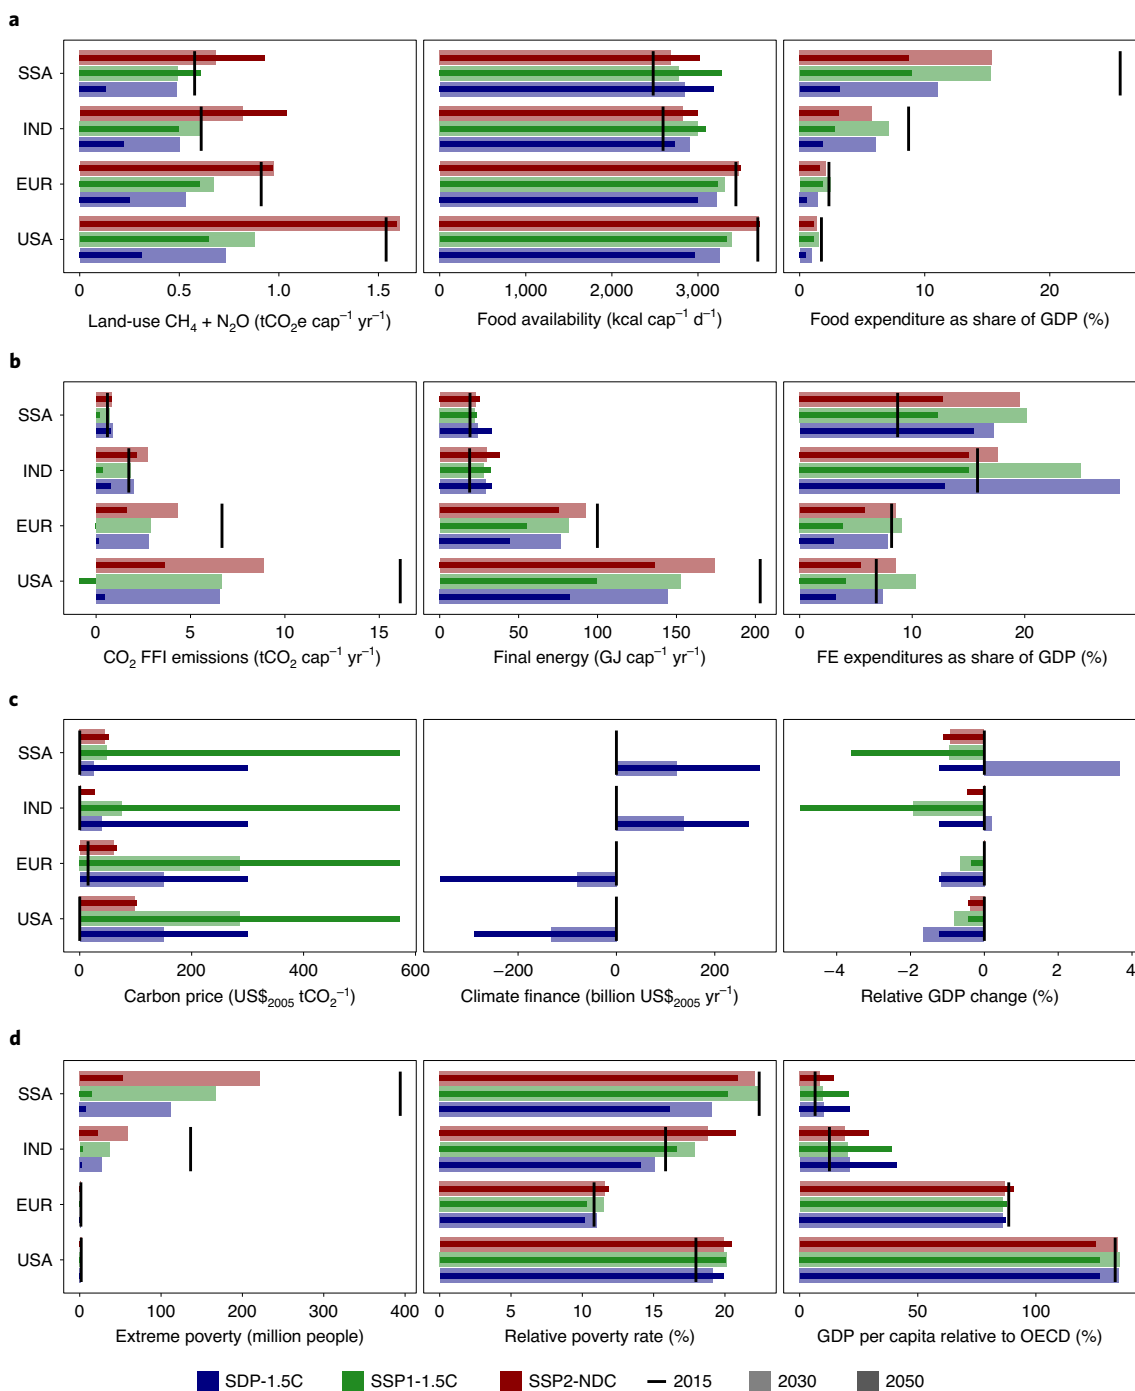 a
SSA
IND
EUR
USA
0 0.5 1.0 1.5
0 1,000 2,000 3,000
0 10 20
Land-use CH₄ + N₂O (tCO₂e cap⁻¹ yr⁻¹)
Food availability (kcal cap⁻¹ d⁻¹)
Food expenditure as share of GDP (%)
b
SSA
IND
EUR
USA
0 5 10 15
0 50 100 150 200
0 10 20
CO₂ FFI emissions (tCO₂ cap⁻¹ yr⁻¹)
Final energy (GJ cap⁻¹ yr⁻¹)
FE expenditures as share of GDP (%)
c
SSA
IND
EUR
USA
0 200 400 600
−200 0 200
−4 −2 0 2 4
Carbon price (US$₂₀₀₅ tCO₂⁻¹)
Climate finance (billion US$₂₀₀₅ yr⁻¹)
Relative GDP change (%)
d
SSA
IND
EUR
USA
0 100 200 300 400
0 5 10 15 20
0 50 100
Extreme poverty (million people)
Relative poverty rate (%)
GDP per capita relative to OECD (%)
SDP-1.5C SSP1-1.5C SSP2-NDC 2015 2030 2050